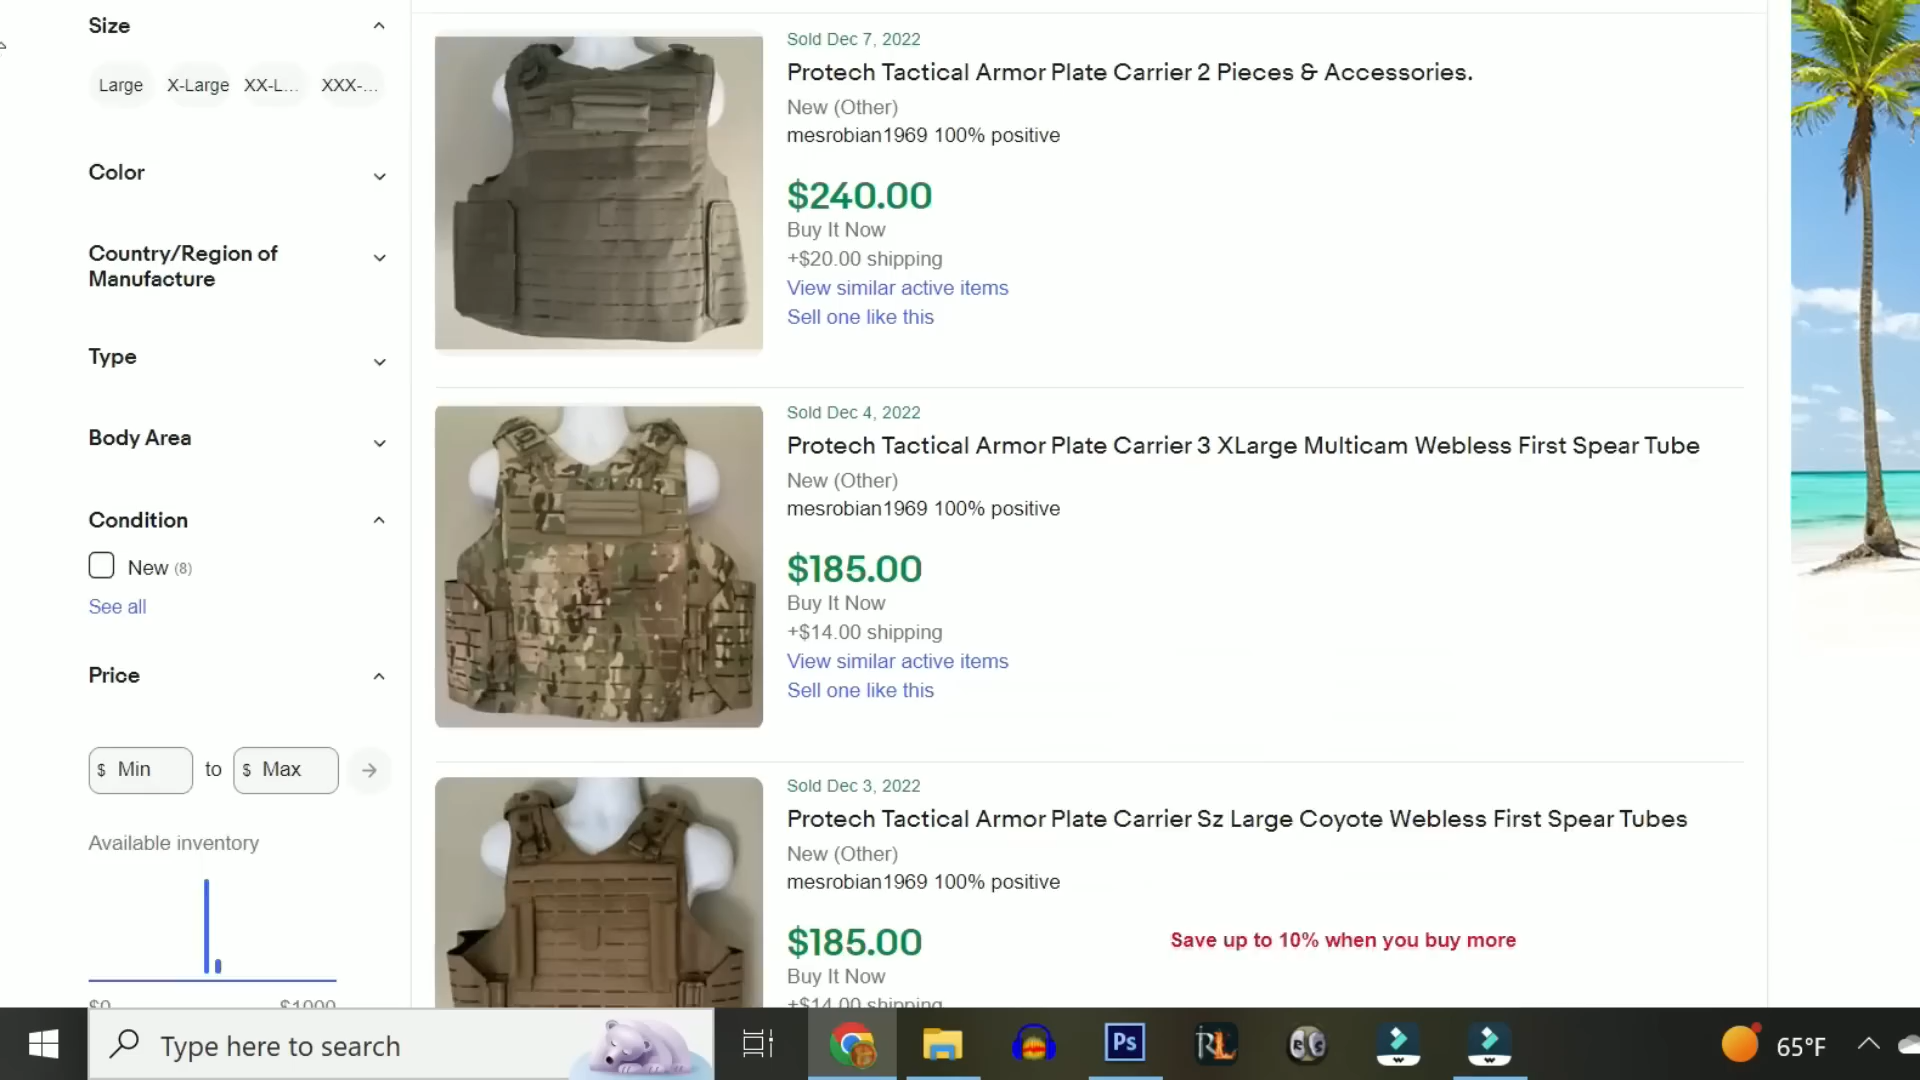 Size
Large X-Large XX-L... XXX-...
Color
Country/Region of
Manufacture
Type
Body Area
Condition
New (8)
See all
Price
$ Min to $ Max
Available inventory
$0 $1000
Sold Dec 7, 2022
Protech Tactical Armor Plate Carrier 2 Pieces & Accessories.
New (Other)
mesrobian1969 100% positive
$240.00
Buy It Now
+$20.00 shipping
View similar active items
Sell one like this
Sold Dec 4, 2022
Protech Tactical Armor Plate Carrier 3 XLarge Multicam Webless First Spear Tube
New (Other)
mesrobian1969 100% positive
$185.00
Buy It Now
+$14.00 shipping
View similar active items
Sell one like this
Sold Dec 3, 2022
Protech Tactical Armor Plate Carrier Sz Large Coyote Webless First Spear Tubes
New (Other)
mesrobian1969 100% positive
$185.00
Save up to 10% when you buy more
Buy It Now
+$14.00 shipping
Type here to search
Ps
RL
65°F